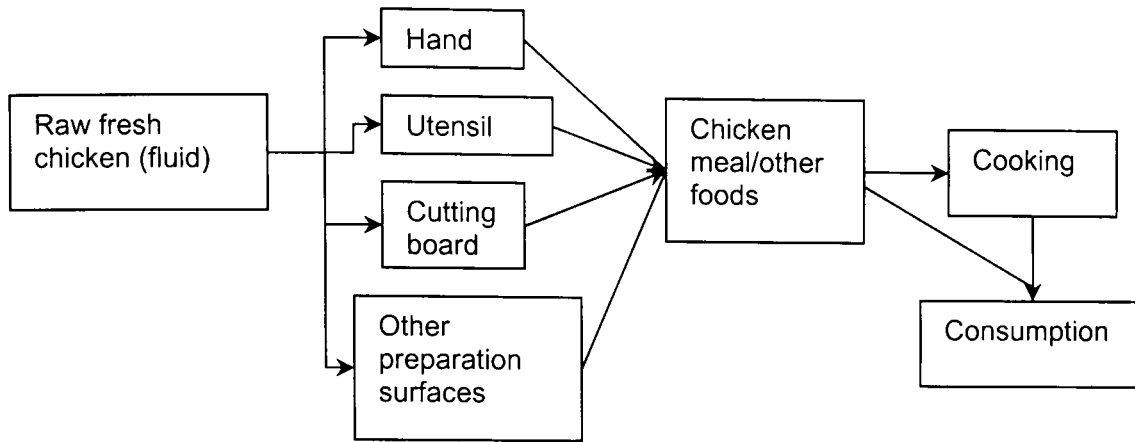 Raw fresh
chicken (fluid)
Hand
Utensil
Cutting
board
Other
preparation
surfaces
Chicken
meal/other
foods
Cooking
Consumption